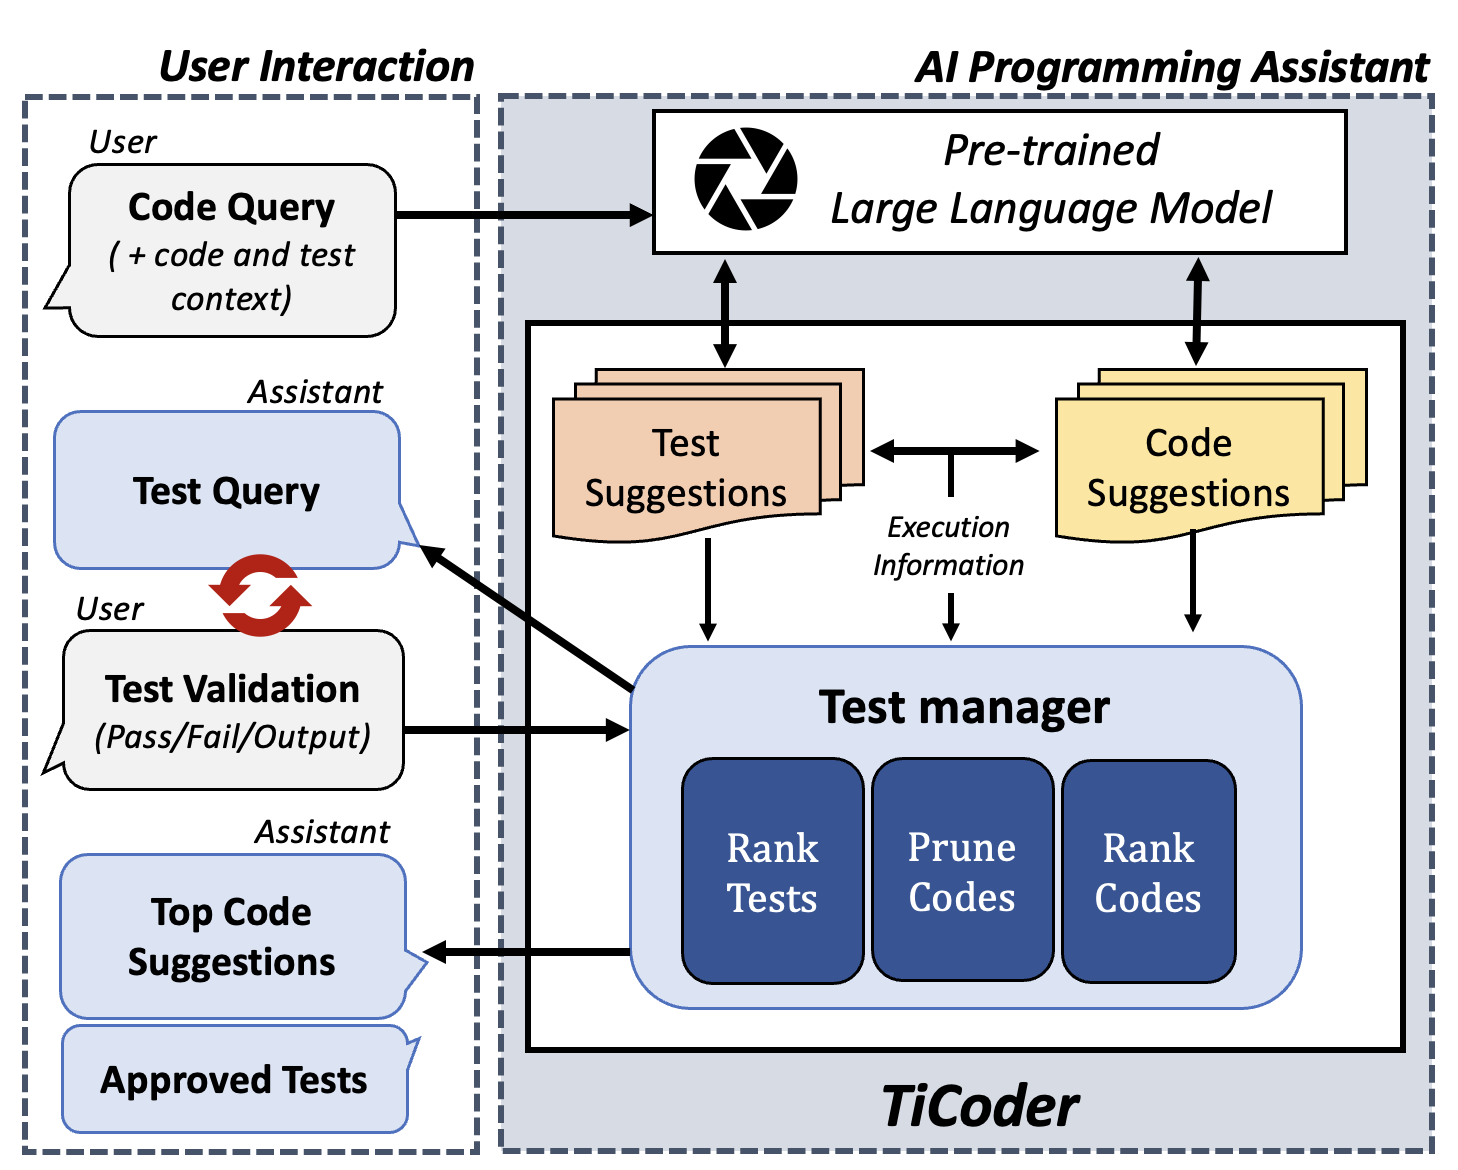 User Interaction
User
Code Query
( + code and test
context)
Assistant
Test Query
User
Test Validation
(Pass/Fail/Output)
Assistant
Top Code
Suggestions
Approved Tests
AI Programming Assistant
Pre-trained
Large Language Model
Test
Suggestions
Code
Suggestions
Execution
Information
Test manager
Rank
Tests
Prune
Codes
Rank
Codes
TiCoder